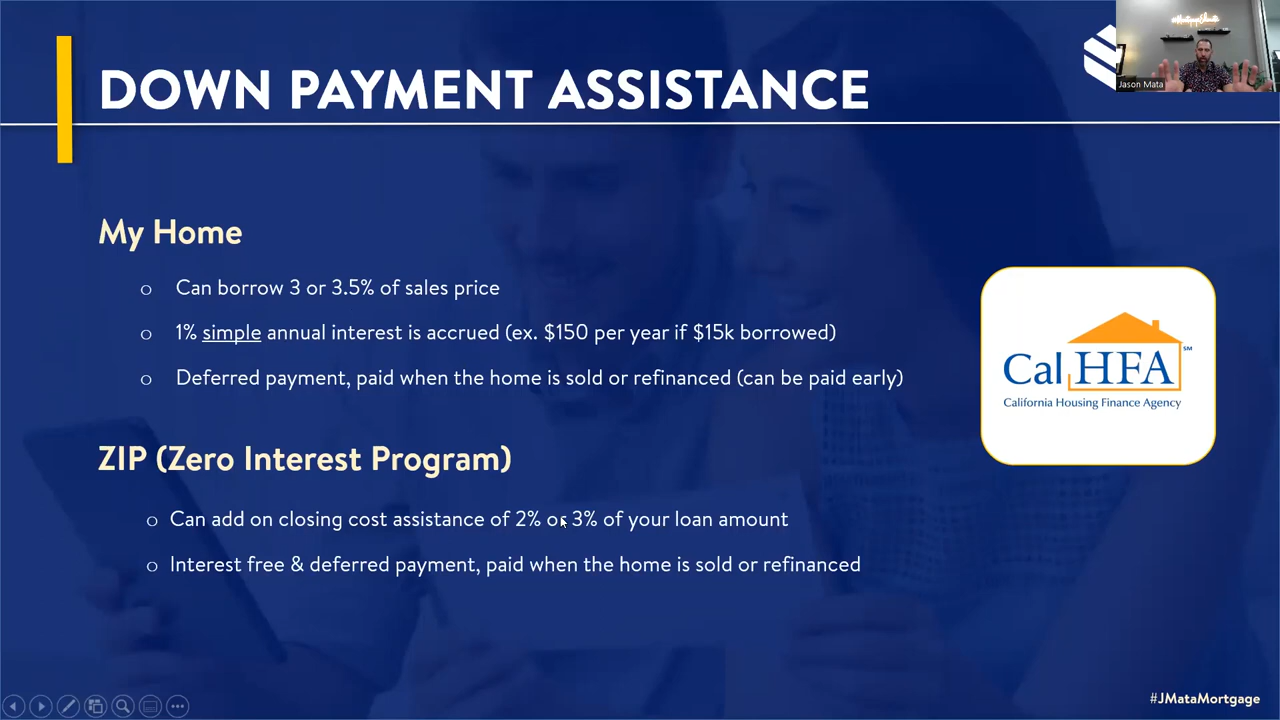 DOWN PAYMENT ASSISTANCE
Jason Mata
My Home
o Can borrow 3 or 3.5% of sales price
o 1% simple annual interest is accrued (ex. $150 per year if $15k borrowed)
o Deferred payment, paid when the home is sold or refinanced (can be paid early)
Cal HFA SM
California Housing Finance Agency
ZIP (Zero Interest Program)
o Can add on closing cost assistance of 2% or 3% of your loan amount
o Interest free & deferred payment, paid when the home is sold or refinanced
#JMataMortgage